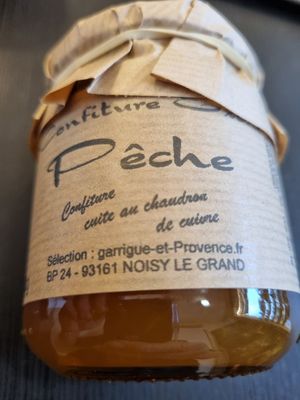 Confiture
Pêche
Confiture
cuite au chaudron
de cuivre
Sélection : garrigue-et-Provence.fr
BP 24 - 93161 NOISY LE GRAND